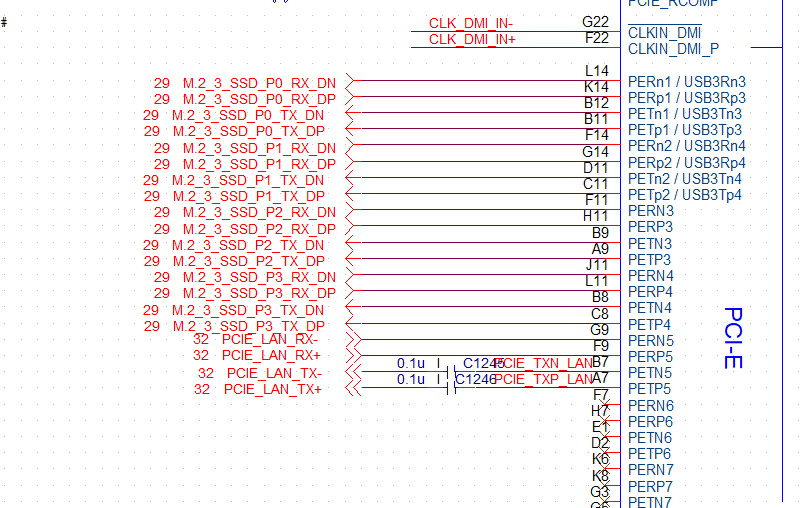 PCIE_RCOMP
#
CLK_DMI_IN- G22 CLKIN_DMI
CLK_DMI_IN+ F22 CLKIN_DMI_P
29 M.2_3_SSD_P0_RX_DN L14 PERn1 / USB3Rn3
29 M.2_3_SSD_P0_RX_DP K14 PERp1 / USB3Rp3
29 M.2_3_SSD_P0_TX_DN B12 PETn1 / USB3Tn3
29 M.2_3_SSD_P0_TX_DP B11 PETp1 / USB3Tp3
29 M.2_3_SSD_P1_RX_DN F14 PERn2 / USB3Rn4
29 M.2_3_SSD_P1_RX_DP G14 PERp2 / USB3Rp4
29 M.2_3_SSD_P1_TX_DN D11 PETn2 / USB3Tn4
29 M.2_3_SSD_P1_TX_DP C11 PETp2 / USB3Tp4
29 M.2_3_SSD_P2_RX_DN F11 PERN3
29 M.2_3_SSD_P2_RX_DP H11 PERP3
29 M.2_3_SSD_P2_TX_DN B9 PETN3
29 M.2_3_SSD_P2_TX_DP A9 PETP3
29 M.2_3_SSD_P3_RX_DN J11 PERN4
29 M.2_3_SSD_P3_RX_DP L11 PERP4
29 M.2_3_SSD_P3_TX_DN B8 PETN4
29 M.2_3_SSD_P3_TX_DP C8 PETP4
32 PCIE_LAN_RX- G9 PERN5
32 PCIE_LAN_RX+ F9 PERP5
32 PCIE_LAN_TX- 0.1u C1245 PCIE_TXN_LAN B7 PETN5
32 PCIE_LAN_TX+ 0.1u C1246 PCIE_TXP_LAN A7 PETP5
F7 PERN6
H7 PERP6
E1 PETN6
D2 PETP6
K6 PERN7
K8 PERP7
G3 PETN7
PCI-E